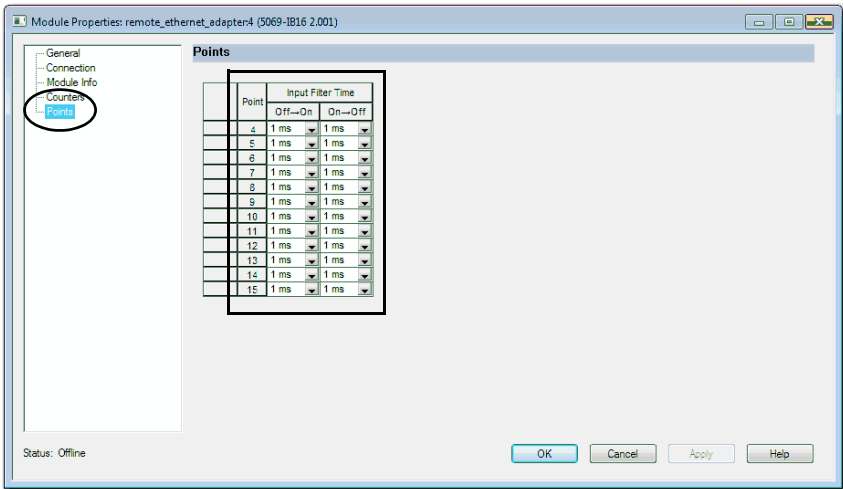 Module Properties: remote_ethernet_adapter:4 (5069-IB16 2.001)
General
Connection
Module Info
Counters
Points
Points
Point
Input Filter Time
Off→On On→Off
4 1 ms 1 ms
5 1 ms 1 ms
6 1 ms 1 ms
7 1 ms 1 ms
8 1 ms 1 ms
9 1 ms 1 ms
10 1 ms 1 ms
11 1 ms 1 ms
12 1 ms 1 ms
13 1 ms 1 ms
14 1 ms 1 ms
15 1 ms 1 ms
Status: Offline
OK Cancel Apply Help